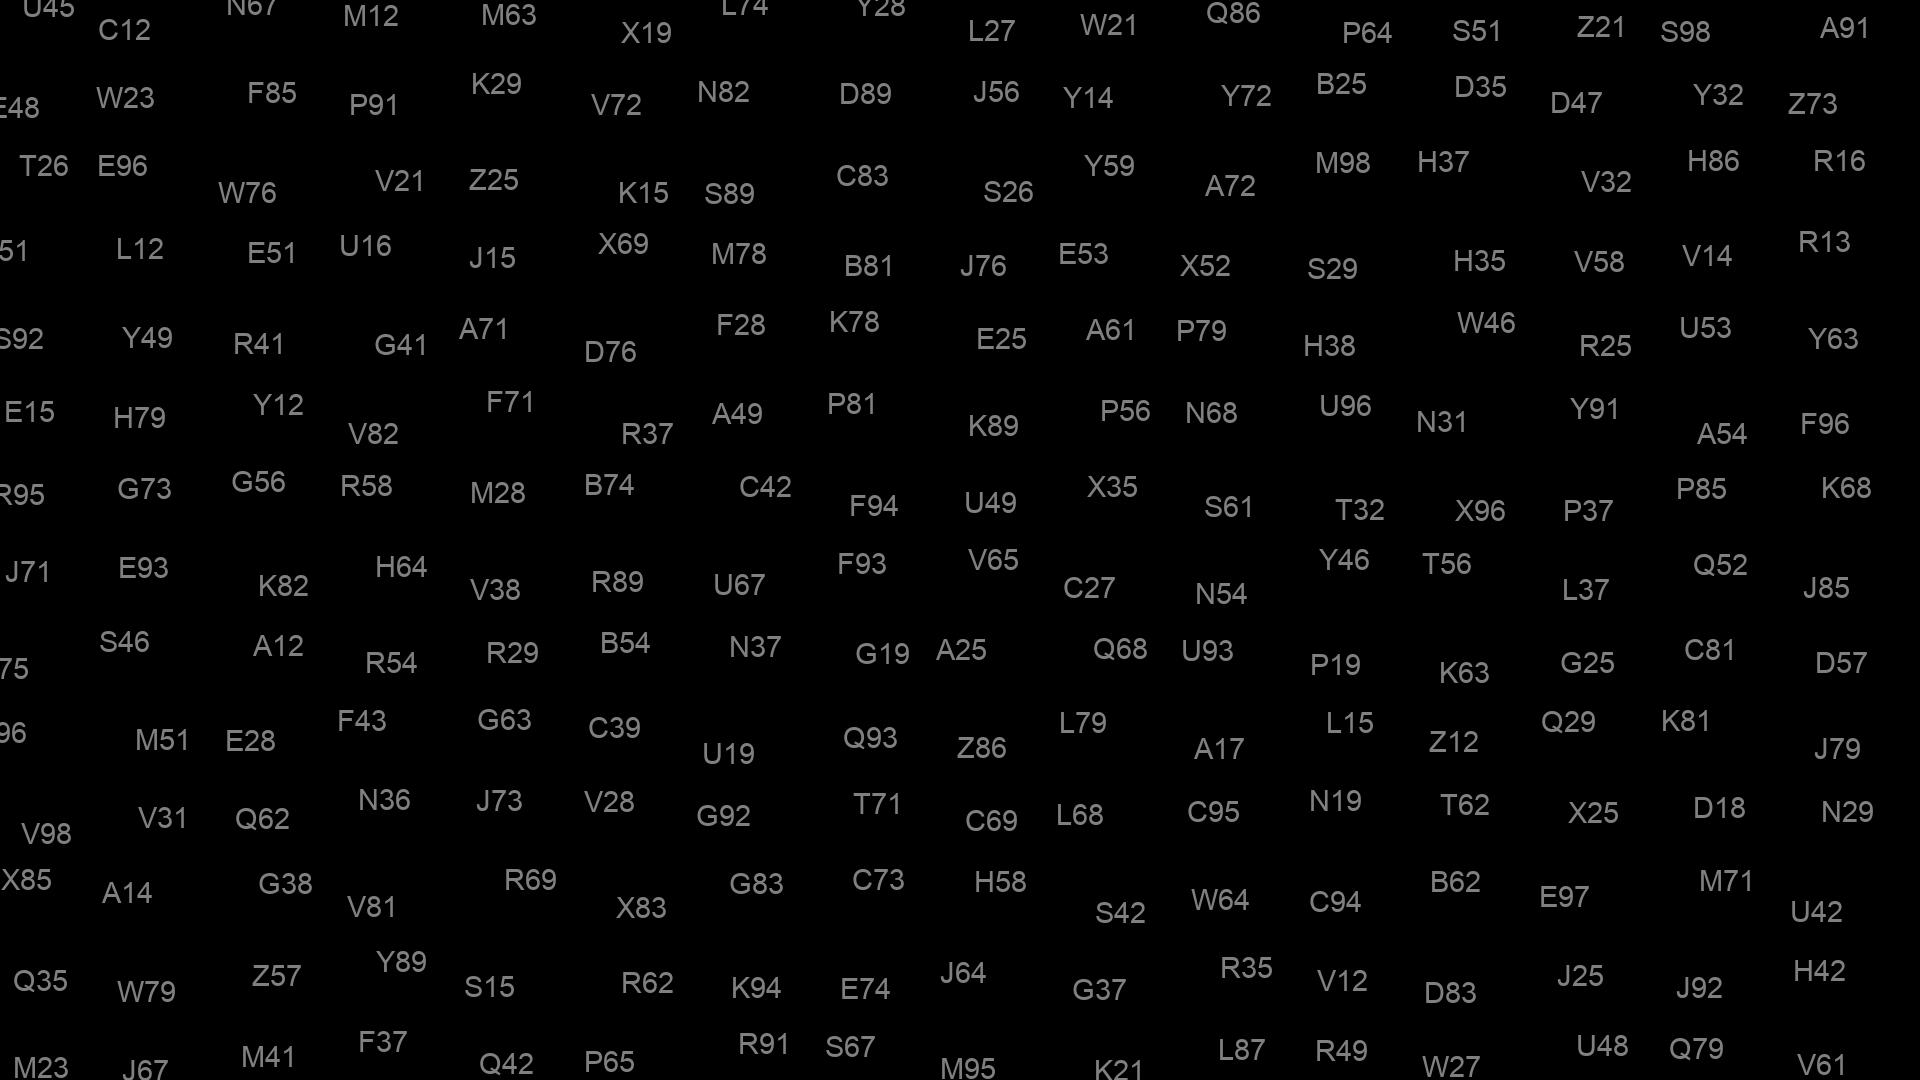 U45 C12 N67 M12 M63 X19 L74 Y28 L27 W21 Q86 P64 S51 Z21 S98 A91
E48 W23 F85 P91 K29 V72 N82 D89 J56 Y14 Y72 B25 D35 D47 Y32 Z73
T26 E96 W76 V21 Z25 K15 S89 C83 S26 Y59 A72 M98 H37 V32 H86 R16
51 L12 E51 U16 J15 X69 M78 B81 J76 E53 X52 S29 H35 V58 V14 R13
S92 Y49 R41 G41 A71 D76 F28 K78 E25 A61 P79 H38 W46 R25 U53 Y63
E15 H79 Y12 V82 F71 R37 A49 P81 K89 P56 N68 U96 N31 Y91 A54 F96
R95 G73 G56 R58 M28 B74 C42 F94 U49 X35 S61 T32 X96 P37 P85 K68
J71 E93 K82 H64 V38 R89 U67 F93 V65 C27 N54 Y46 T56 L37 Q52 J85
75 S46 A12 R54 R29 B54 N37 G19 A25 Q68 U93 P19 K63 G25 C81 D57
96 M51 E28 F43 G63 C39 U19 Q93 Z86 L79 A17 L15 Z12 Q29 K81 J79
V98 V31 Q62 N36 J73 V28 G92 T71 C69 L68 C95 N19 T62 X25 D18 N29
X85 A14 G38 V81 R69 X83 G83 C73 H58 S42 W64 C94 B62 E97 M71 U42
Q35 W79 Z57 Y89 S15 R62 K94 E74 J64 G37 R35 V12 D83 J25 J92 H42
M23 J67 M41 F37 Q42 P65 R91 S67 M95 K21 L87 R49 W27 U48 Q79 V61